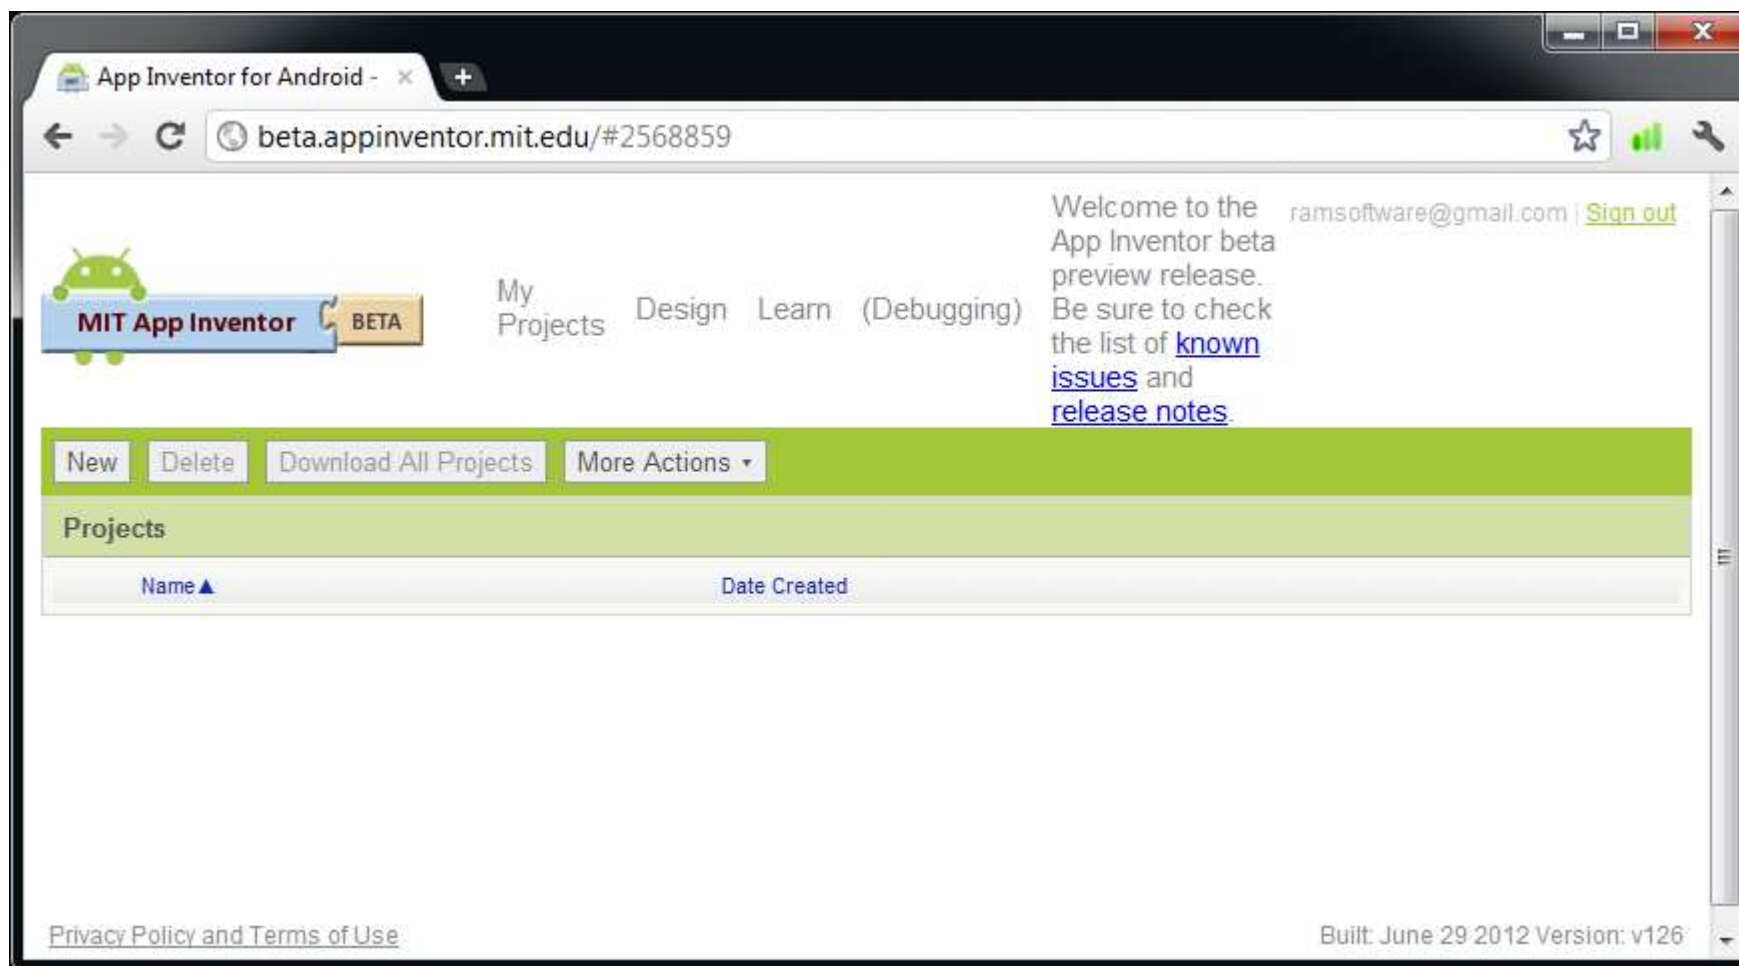 App Inventor for Android -
beta.appinventor.mit.edu/#2568859
MIT App Inventor BETA
My
Projects
Design Learn (Debugging)
Welcome to the
App Inventor beta
preview release.
Be sure to check
the list of known
issues and
release notes.
ramsoftware@gmail.com | Sign out
New Delete Download All Projects More Actions
Projects
Name Date Created
Privacy Policy and Terms of Use
Built: June 29 2012 Version: v126